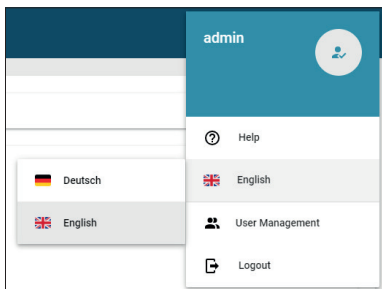 admin
Help
Deutsch
English
English
User Management
Logout